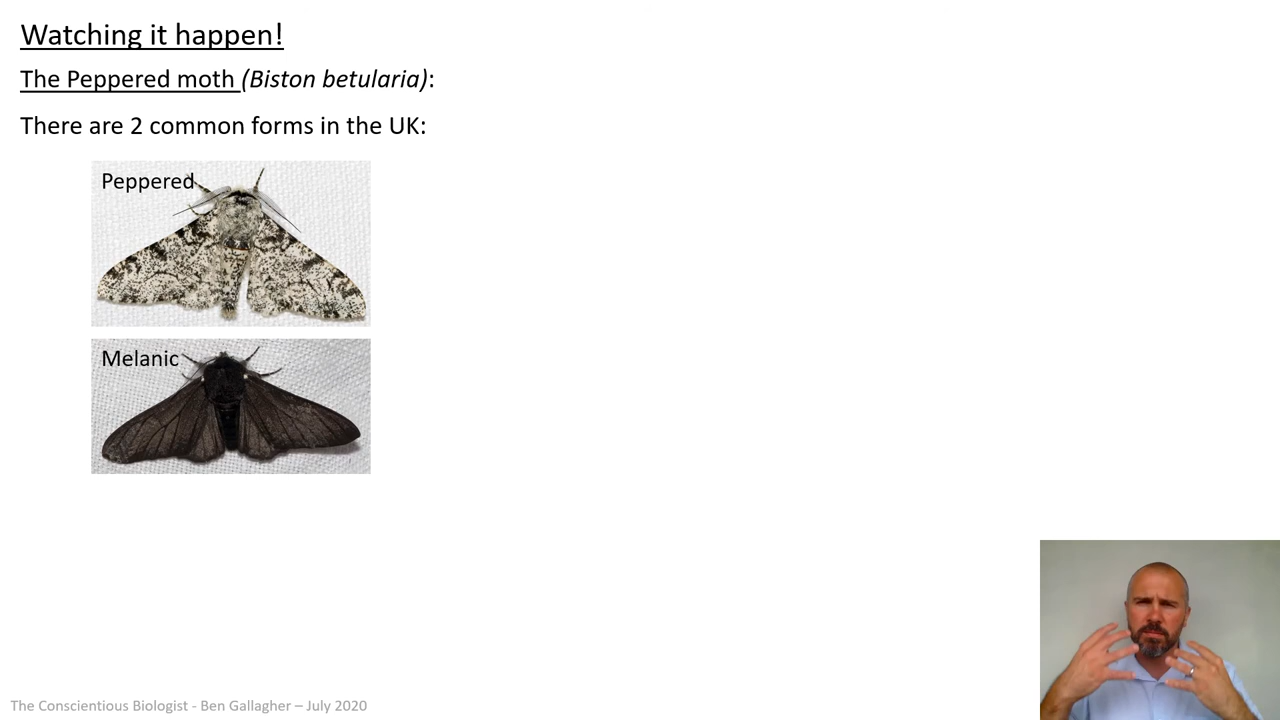 Watching it happen!
The Peppered moth (Biston betularia):
There are 2 common forms in the UK:
Peppered
Melanic
The Conscientious Biologist - Ben Gallagher – July 2020